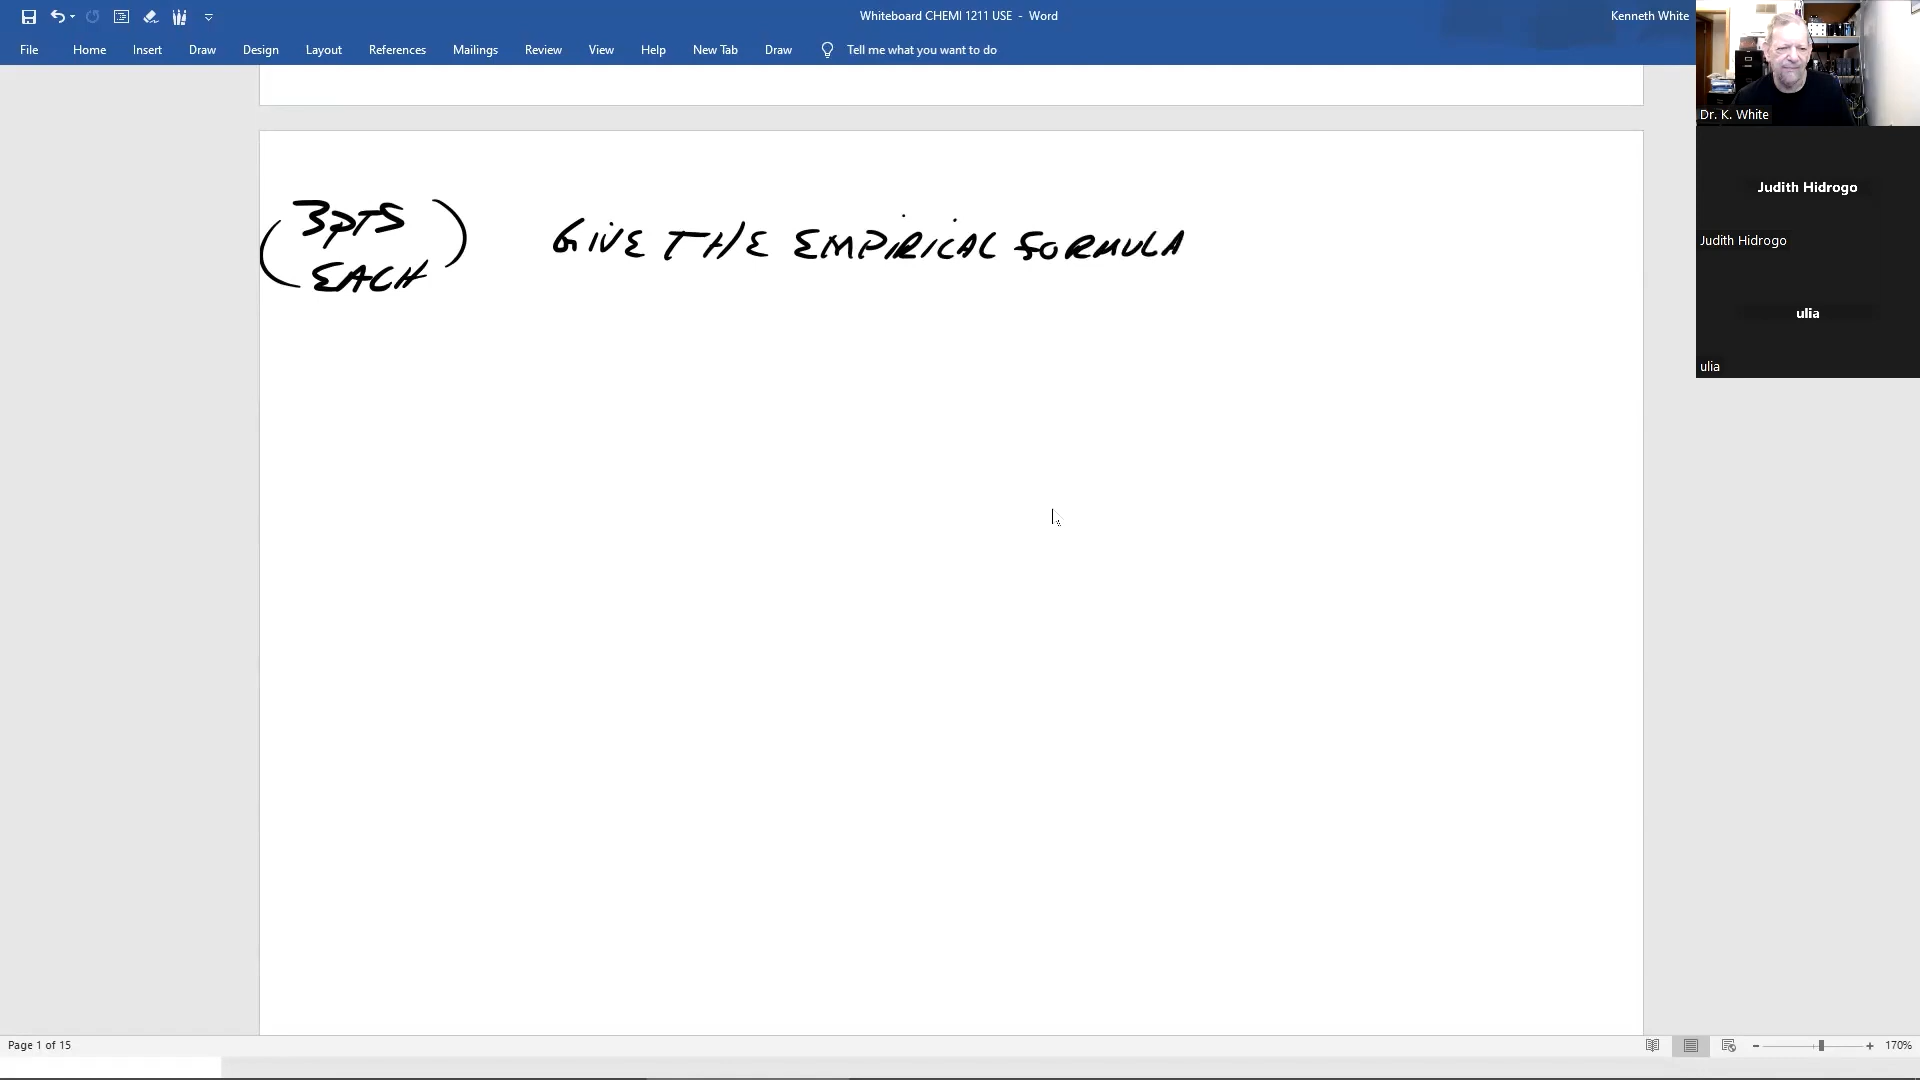 Whiteboard CHEMI 1211 USE - Word
Kenneth White
File Home Insert Draw Design Layout References Mailings Review View Help New Tab Draw Tell me what you want to do
Dr. K. White
Judith Hidrogo
Judith Hidrogo
ulia
ulia
(3PTS
EACH)
GIVE THE EMPIRICAL FORMULA
Page 1 of 15
170%